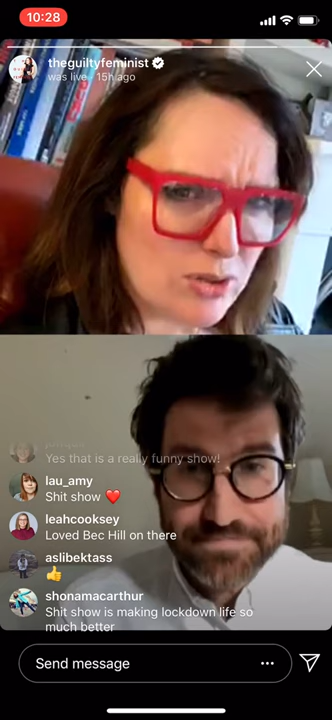 10:28
theguiltyfeminist
was live · 15h ago
Yes that is a really funny show!
lau_amy
Shit show ❤️
leahcooksey
Loved Bec Hill on there
aslibektass
👍
shonamacarthur
Shit show is making lockdown life so
much better
Send message